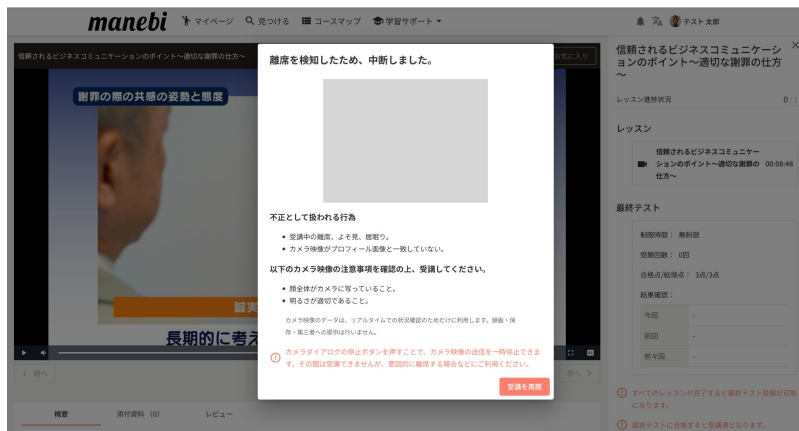 manebi マイページ 見つける コースマップ 学習サポート テスト 太郎
信頼されるビジネスコミュニケーションのポイント〜適切な謝罪の仕方〜
お気に入り
謝罪の際の共感の姿勢と態度
誠実
長期的に考え
前へ
次へ
概要 添付資料 (0) レビュー
離席を検知したため、中断しました。
不正として扱われる行為
受講中の離席、よそ見、居眠り。
カメラ映像がプロフィール画像と一致していない。
以下のカメラ映像の注意事項を確認の上、受講してください。
顔全体がカメラに写っていること。
明るさが適切であること。
カメラ映像のデータは、リアルタイムでの状況確認のためだけに利用します。録画・保
存・第三者への提供は行いません。
カメラダイアログの停止ボタンを押すことで、カメラ映像の送信を一時停止できま
す。その間は受講できませんが、意図的に離席する場合などにご利用ください。
受講を再開
信頼されるビジネスコミュニケーシ
ョンのポイント〜適切な謝罪の仕方
〜
レッスン進捗状況 0 / 1
レッスン
信頼されるビジネスコミュニケー
ションのポイント〜適切な謝罪の 00:08:48
仕方〜
最終テスト
制限時間： 無制限
受験回数： 0回
合格点/総得点： 3点/3点
結果確認：
今回 -
前回 -
前々回 -
すべてのレッスンが完了すると最終テスト受験が可能
になります。
最終テストに合格すると受講済となります。